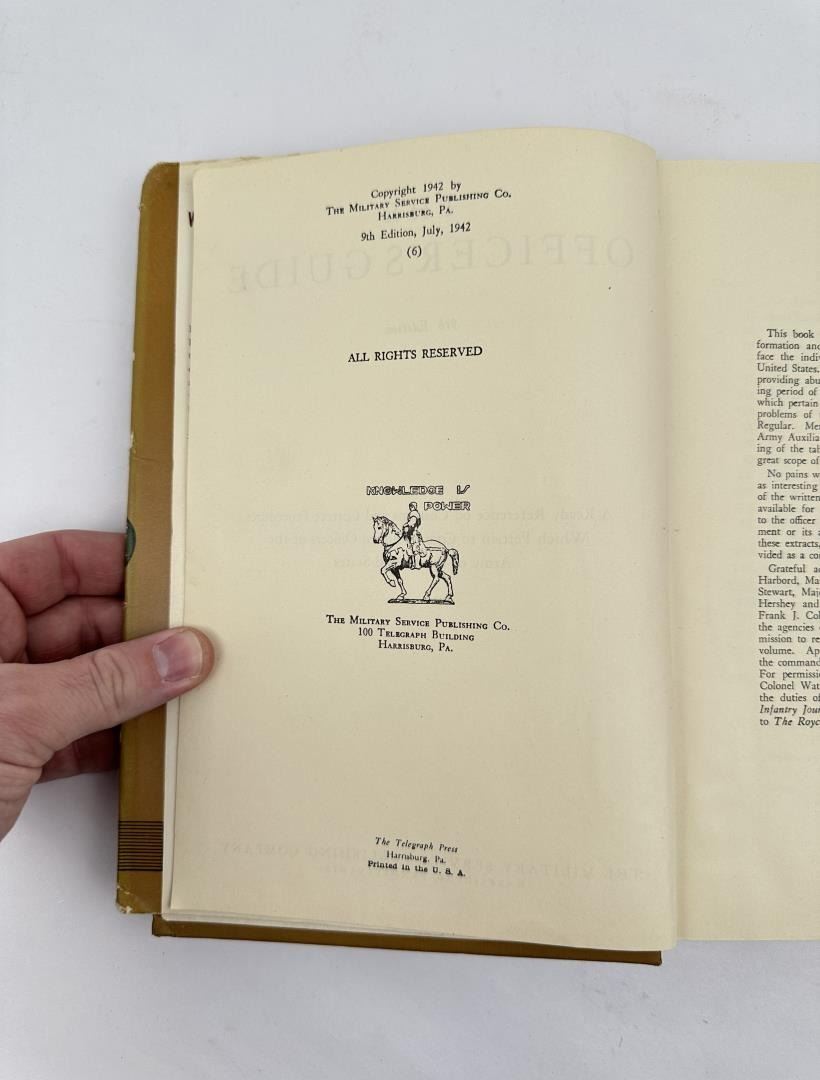 Copyright 1942 by
THE MILITARY SERVICE PUBLISHING CO.
HARRISBURG, PA.
9th Edition, July, 1942
(6)
ALL RIGHTS RESERVED
KNOWLEDGE IS
POWER
THE MILITARY SERVICE PUBLISHING CO.
100 TELEGRAPH BUILDING
HARRISBURG, PA.
The Telegraph Press
Harrisburg, Pa.
Printed in the U. S. A.
This book
formation and
face the indiv
United States.
providing abu
ing period of
which pertain
problems of
Regular. Me
Army Auxilia
ing of the tab
great scope of
No pains w
as interesting
of the written
available for
to the officer
ment or its a
these extracts,
vided as a co
Grateful a
Harbord, Ma
Stewart, Maj
Hershey and
Frank J. Col
the agencies
mission to re
volume. Ap
the command
For permissi
Colonel Wat
the duties of
Infantry Jour
to The Royc